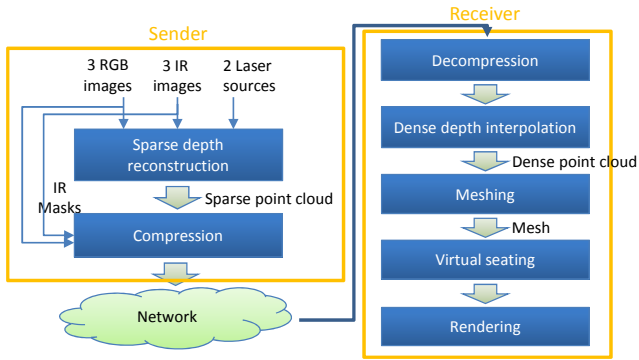 Sender
3 RGB
images
3 IR
images
2 Laser
sources
Sparse depth
reconstruction
IR
Masks
Sparse point cloud
Compression
Network
Receiver
Decompression
Dense depth interpolation
Dense point cloud
Meshing
Mesh
Virtual seating
Rendering